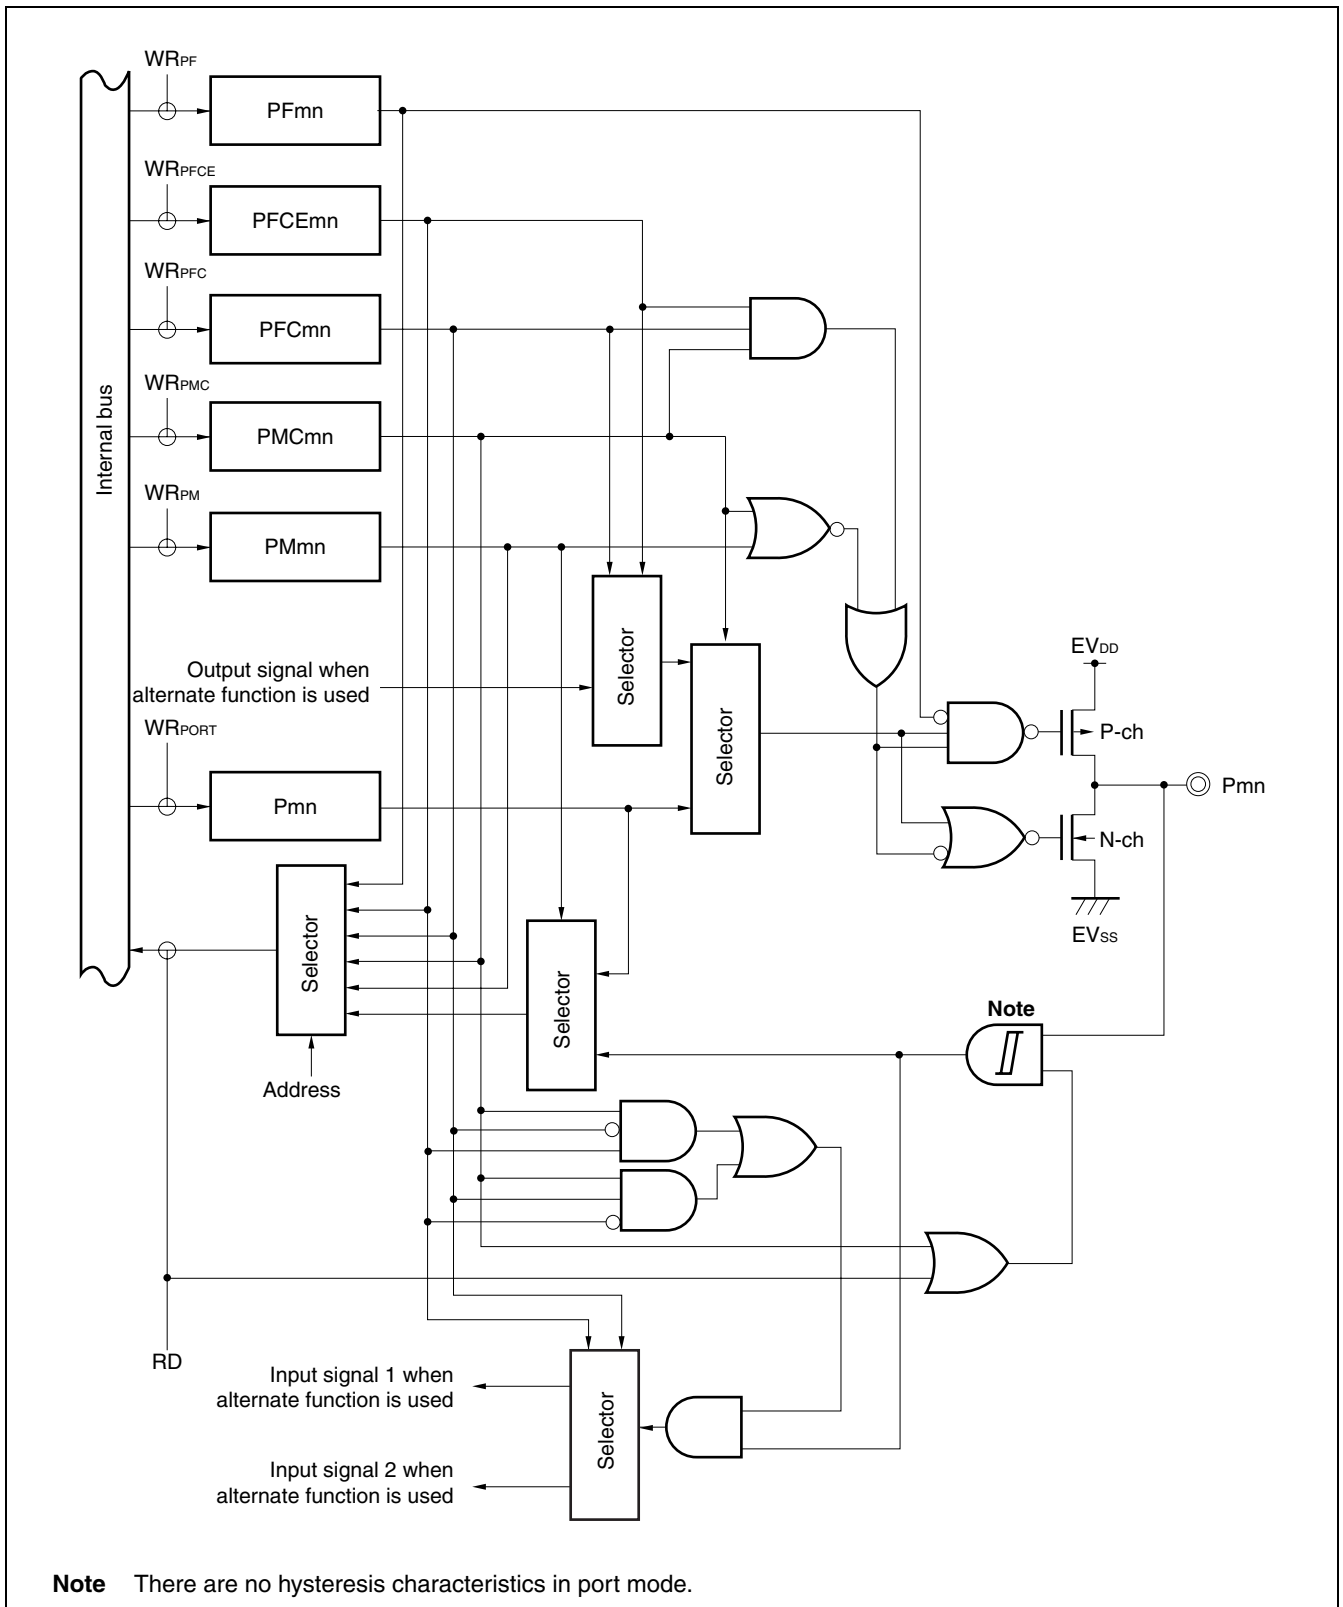 WRPF
PFmn
WRPFCE
PFCEmn
WRPFC
PFCmn
WRPMC
PMCmn
Internal bus
WRPM
PMmn
Output signal when
alternate function is used
Selector
Selector
EVDD
P-ch
WRPORT
Pmn
Pmn
N-ch
EVSS
Selector
Selector
Note
Address
RD
Input signal 1 when
alternate function is used
Selector
Input signal 2 when
alternate function is used
Note There are no hysteresis characteristics in port mode.